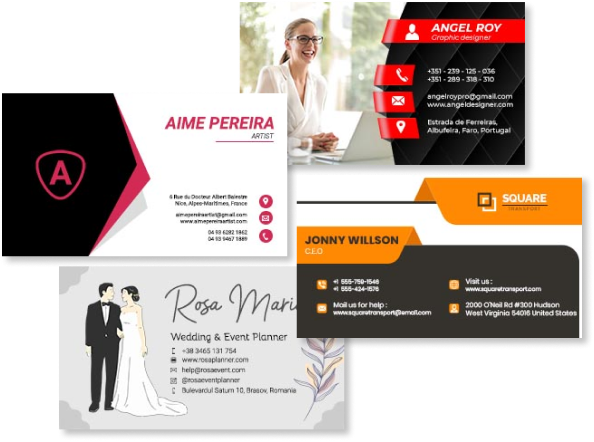 ANGEL ROY
Graphic designer
+351 - 239 - 125 - 036
+351 - 289 - 318 - 310
angelroypro@gmail.com
www.angeldesigner.com
Estrada de Ferreiras,
Albufeira, Faro, Portugal
AIME PEREIRA
ARTIST
A
6 Rue du Docteur Albert Balestre
Nice, Alpes-Maritimes, France
aimepereiraartist@gmail.com
www.aimepereiraartist.com
04 93 6282 1862
04 93 9467 1889
SQUARE
TRANSPORT
JONNY WILLSON
C.E.O
+1 555-759-1546
+1 555-424-1576
Visit us :
www.squaretransport.com
Mail us for help :
www.squaretransport@email.com
2000 O'Neil Rd #300 Hudson
West Virginia 54016 United States
Rosa Maria
Wedding & Event Planner
+38 3465 131 754
www.rosaplanner.com
help@rosaevent.com
@rosaeventplanner
Bulevardul Saturn 10, Brasov, Romania